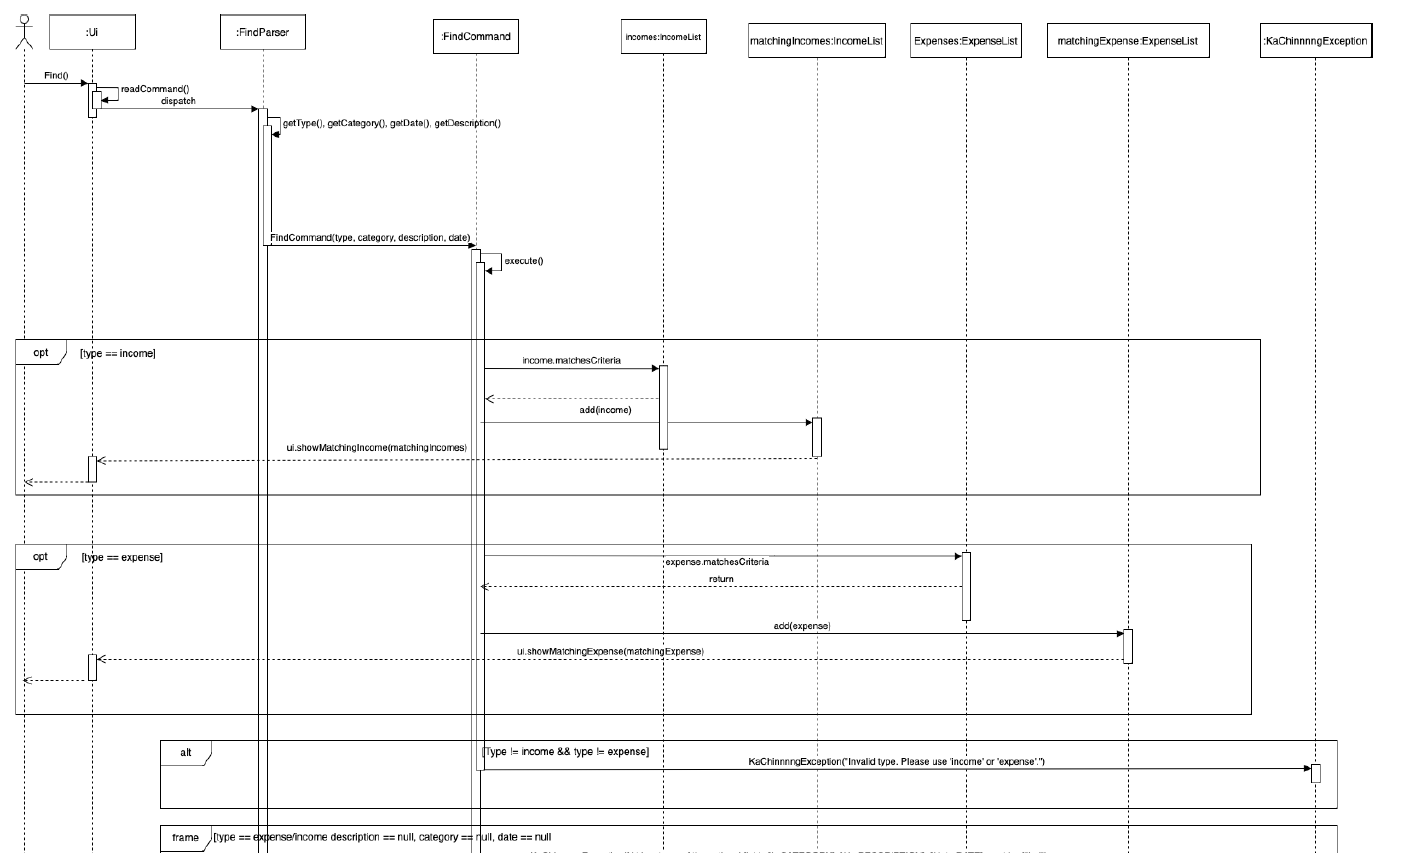 :Ui
:FindParser
:FindCommand
incomes:IncomeList
matchingIncomes:IncomeList
Expenses:ExpenseList
matchingExpense:ExpenseList
:KaChinnnngException
Find()
readCommand()
dispatch
getType(), getCategory(), getDate(), getDescription()
FindCommand(type, category, description, date)
execute()
opt
[type == income]
income.matchesCriteria
add(income)
ui.showMatchingIncome(matchingIncomes)
opt
[type == expense]
expense.matchesCriteria
return
add(expense)
ui.showMatchingExpense(matchingExpense)
alt
[Type != income && type != expense]
KaChinnnngException("Invalid type. Please use 'income' or 'expense'.")
frame
[type == expense/income description == null, category == null, date == null